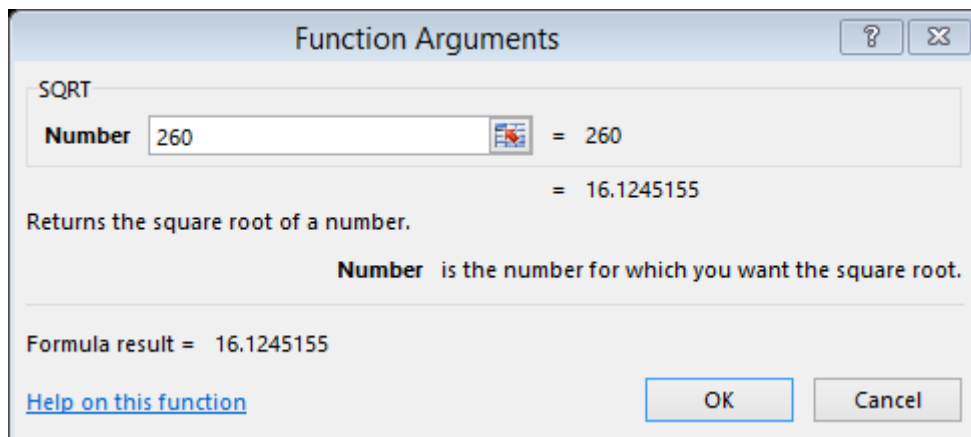 Function Arguments
SQRT
Number 260 = 260
= 16.1245155
Returns the square root of a number.
Number is the number for which you want the square root.
Formula result = 16.1245155
Help on this function OK Cancel